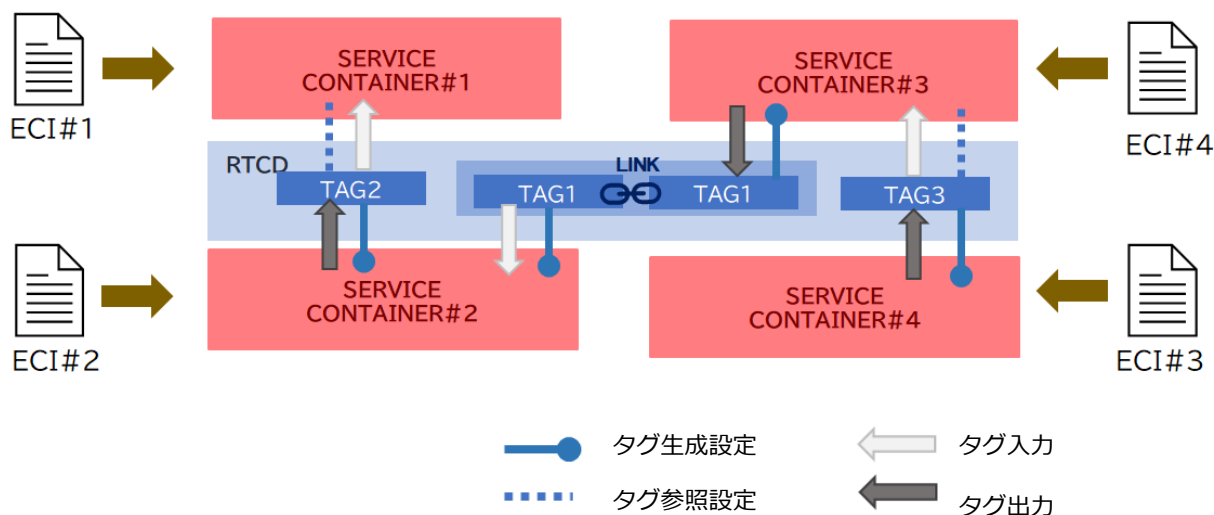 SERVICE
CONTAINER#1
SERVICE
CONTAINER#3
ECI#1
ECI#4
RTCD
LINK
TAG2
TAG1
TAG1
TAG3
SERVICE
CONTAINER#2
SERVICE
CONTAINER#4
ECI#2
ECI#3
タグ生成設定
タグ入力
タグ参照設定
タグ出力